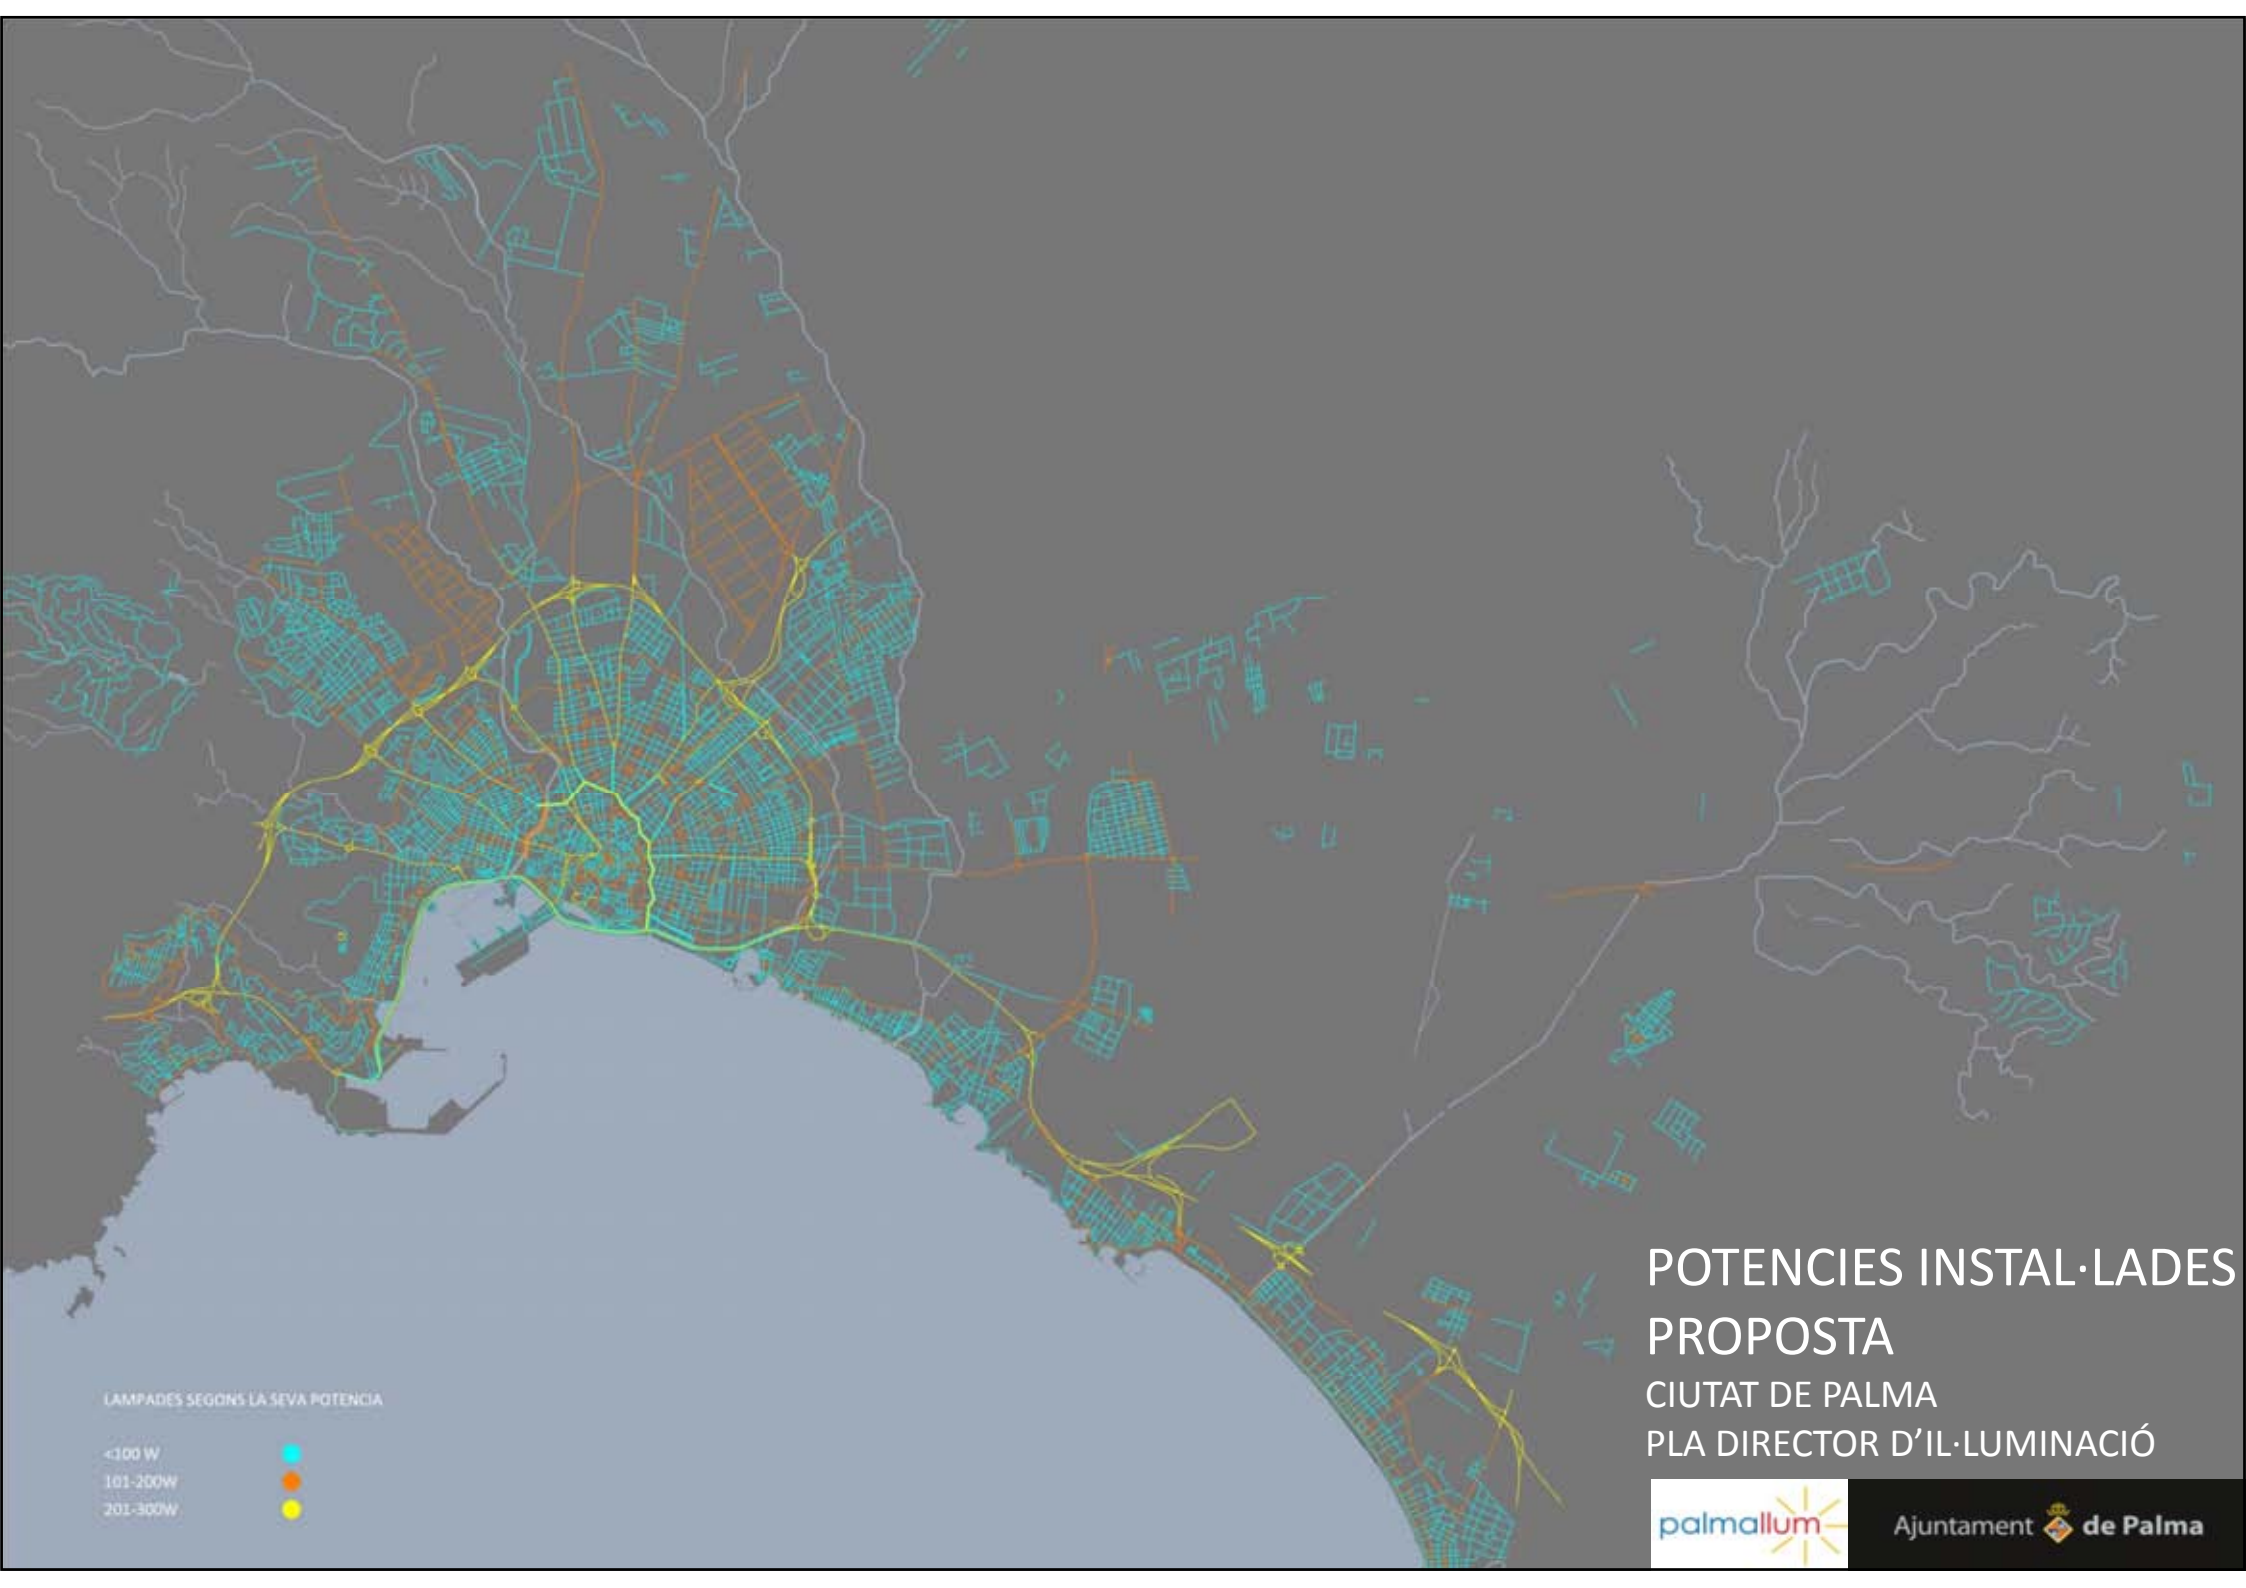 LAMPADES SEGONS LA SEVA POTENCIA
<100 W
101-200W
201-300W
POTENCIES INSTAL·LADES
PROPOSTA
CIUTAT DE PALMA
PLA DIRECTOR D’IL·LUMINACIÓ
palmallum
Ajuntament de Palma